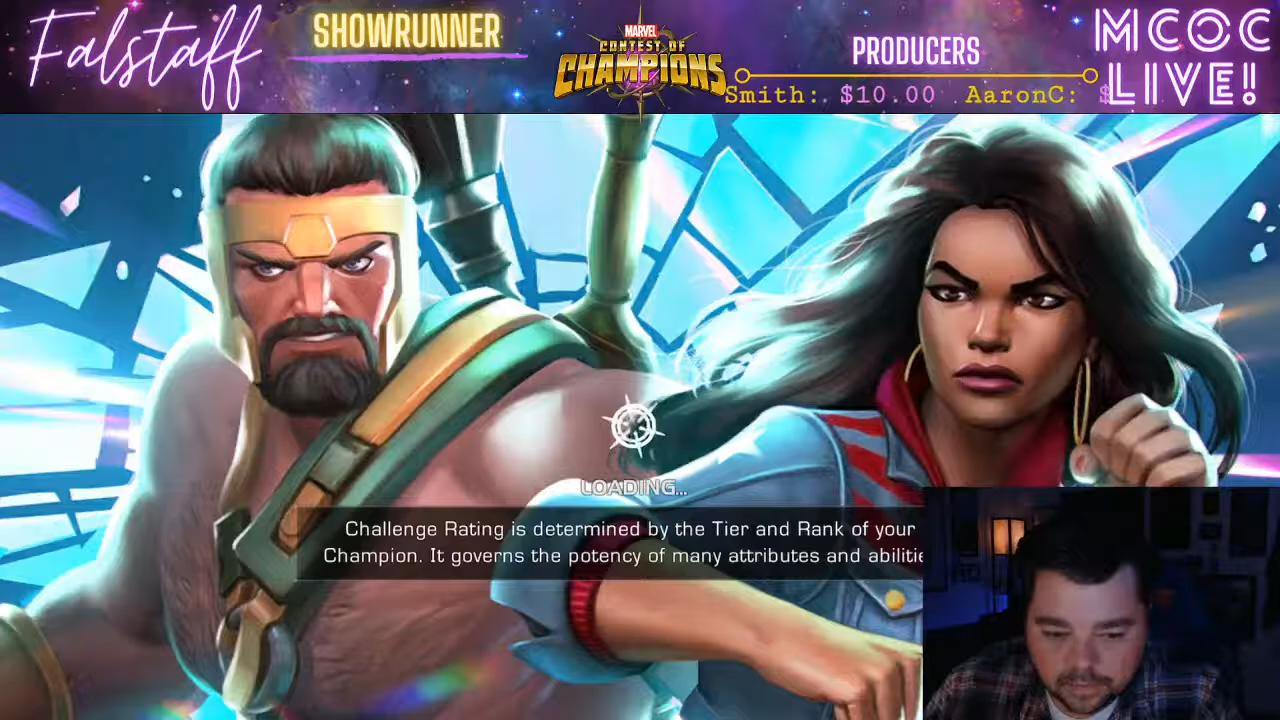 Falstaff
SHOWRUNNER
MARVEL
CONTEST OF
CHAMPIONS
PRODUCERS
Smith: $10.00 AaronC: $
MCOC
LIVE!
LOADING...
Challenge Rating is determined by the Tier and Rank of your
Champion. It governs the potency of many attributes and abilitie